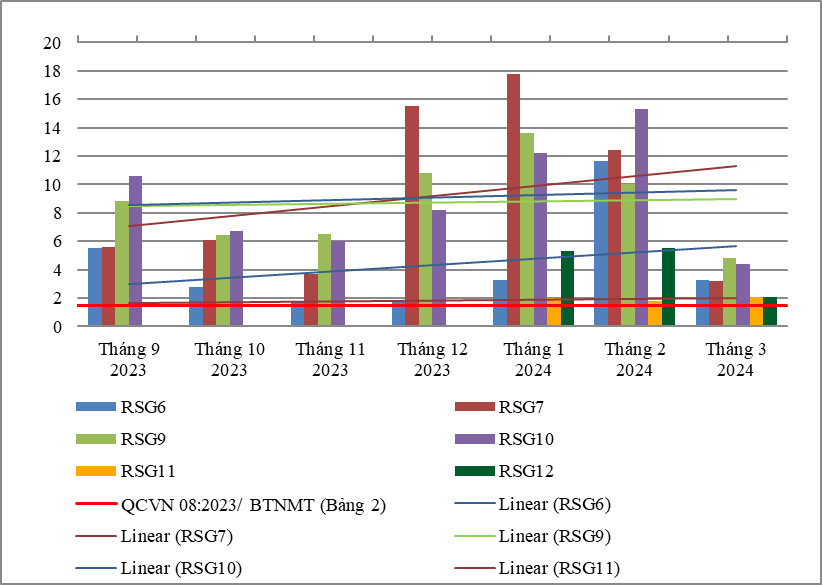 20
18
16
14
12
10
8
6
4
2
0
Tháng 9 2023
Tháng 10 2023
Tháng 11 2023
Tháng 12 2023
Tháng 1 2024
Tháng 2 2024
Tháng 3 2024
RSG6
RSG7
RSG9
RSG10
RSG11
RSG12
QCVN 08:2023/ BTNMT (Bảng 2)
Linear (RSG6)
Linear (RSG7)
Linear (RSG9)
Linear (RSG10)
Linear (RSG11)